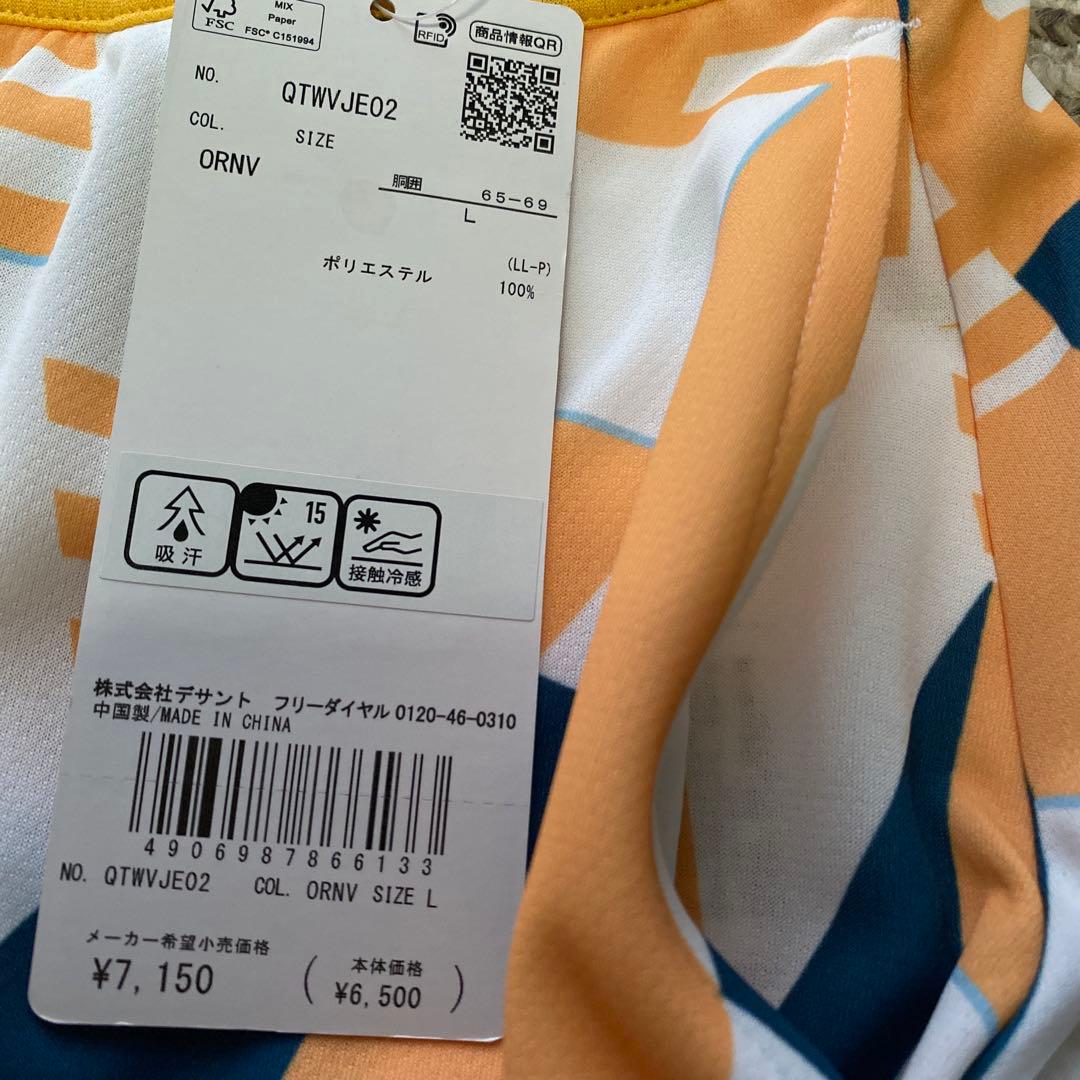 FSC
MIX
Paper
FSC® C151994
RFID
商品情報QR
NO. QTWVJE02
COL. SIZE
ORNV
胴囲 65-69
L
(LL-P)
ポリエステル 100%
吸汗
15
接触冷感
株式会社デサント フリーダイヤル 0120-46-0310
中国製/MADE IN CHINA
4906987866133
NO. QTWVJE02 COL. ORNV SIZE L
メーカー希望小売価格
¥7,150
(本体価格
¥6,500)